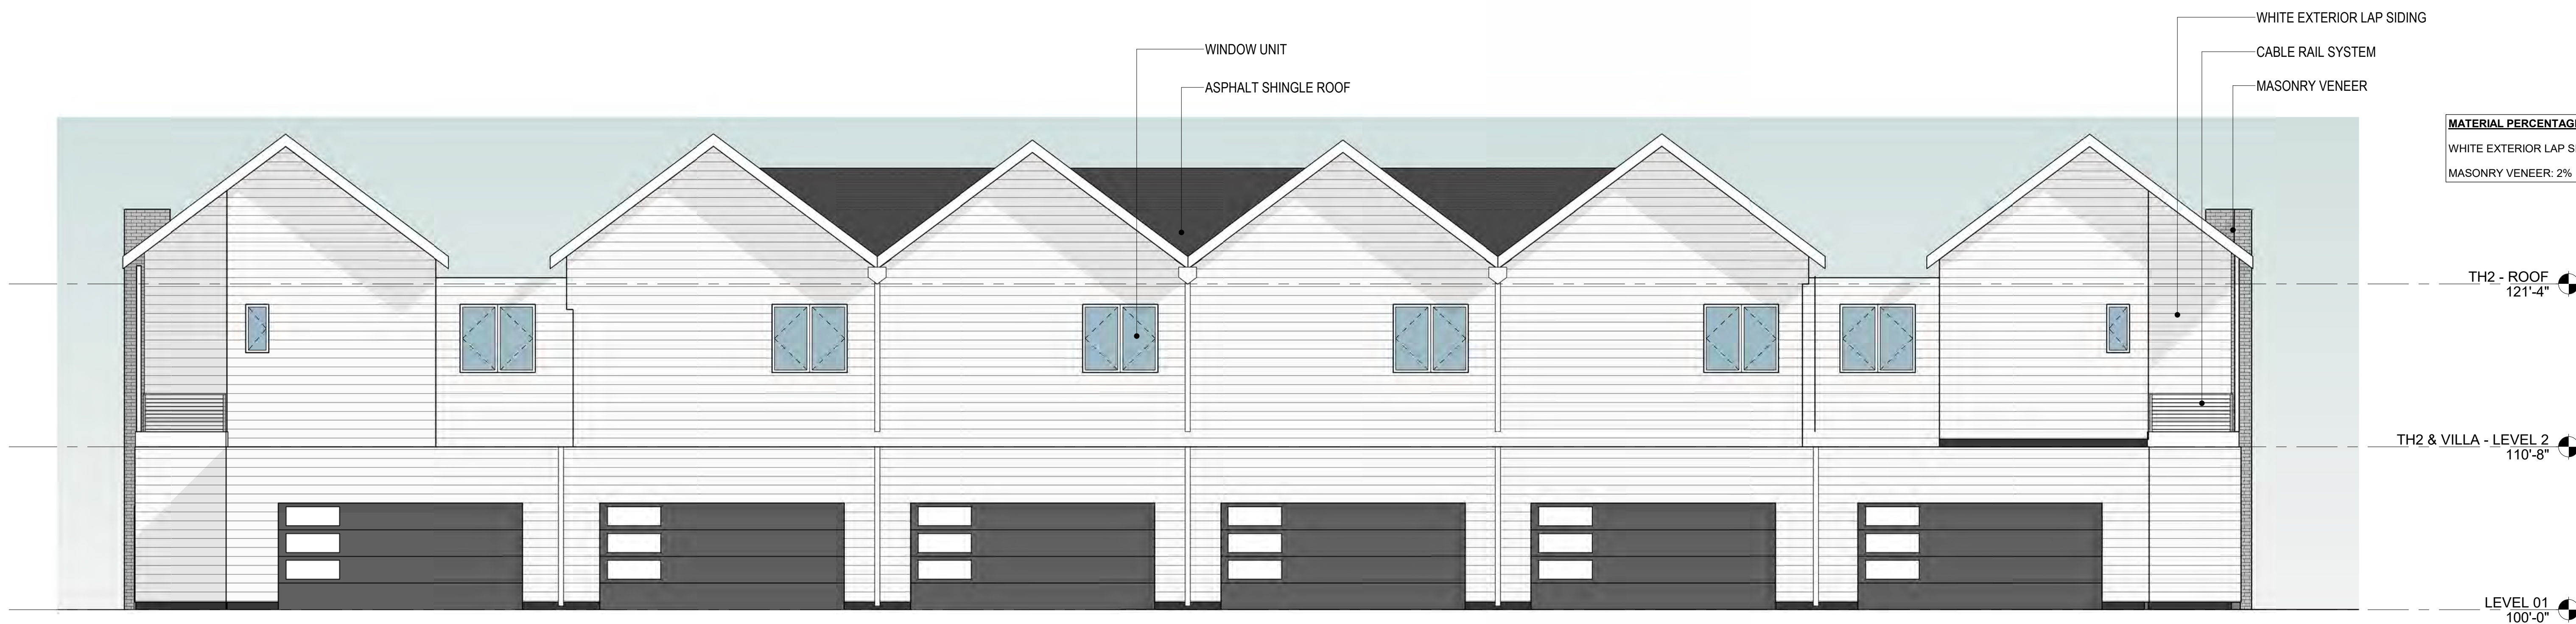 WHITE EXTERIOR LAP SIDING
WINDOW UNIT
CABLE RAIL SYSTEM
ASPHALT SHINGLE ROOF
MASONRY VENEER
MATERIAL PERCENTAG
WHITE EXTERIOR LAP S
MASONRY VENEER: 2%
TH2 - ROOF
121'-4"
TH2 & VILLA - LEVEL 2
110'-8"
LEVEL 01
100'-0"